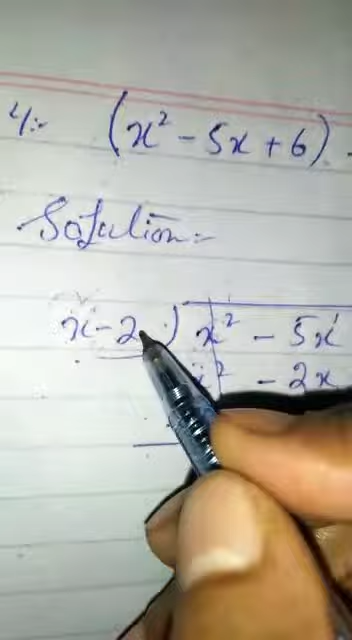 4:- (x² - 5x + 6)
Solution:-
x - 2 ) x² - 5x
x² - 2x